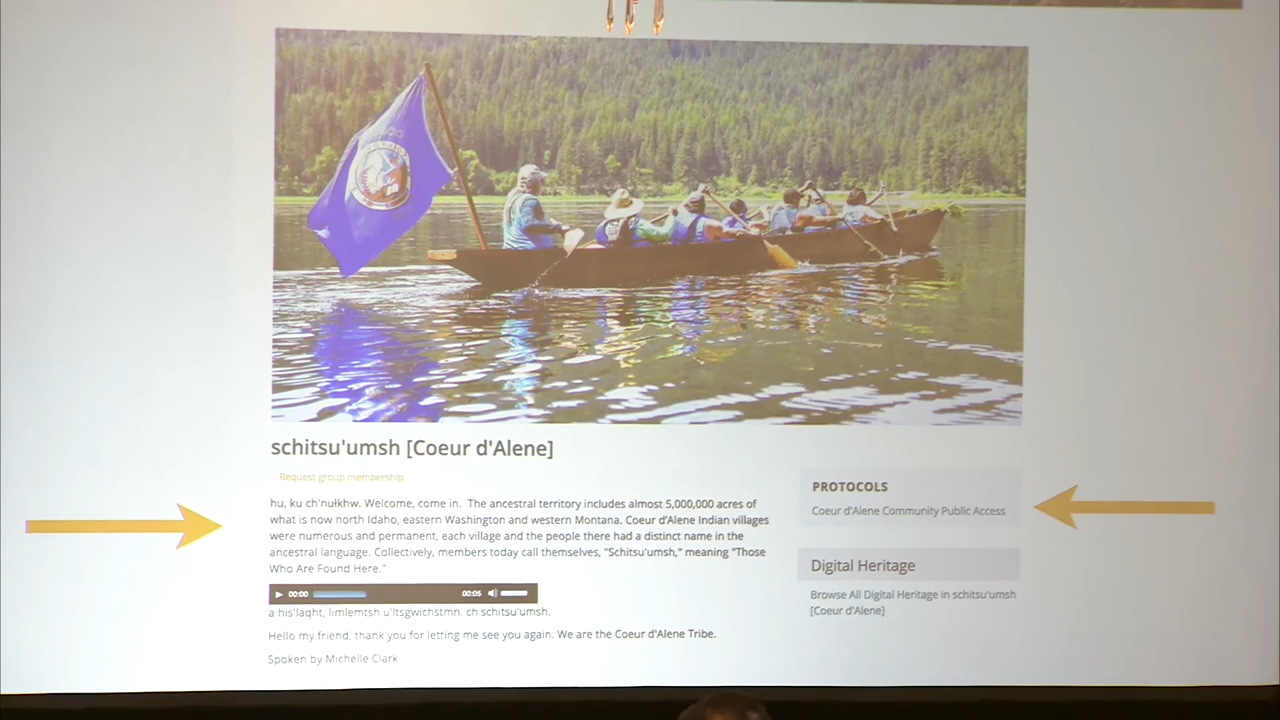 schitsu'umsh [Coeur d'Alene]
Request group membership
hu, ku ch'nułkhw. Welcome, come in. The ancestral territory includes almost 5,000,000 acres of
what is now north Idaho, eastern Washington and western Montana. Coeur d'Alene Indian villages
were numerous and permanent, each village and the people there had a distinct name in the
ancestral language. Collectively, members today call themselves, "Schitsu'umsh," meaning "Those
Who Are Found Here."
00:00 00:05
a his'laqht, limlemtsh u'ltsgwichstmn. ch schitsu'umsh.
Hello my friend, thank you for letting me see you again. We are the Coeur d'Alene Tribe.
Spoken by Michelle Clark
PROTOCOLS
Coeur d'Alene Community Public Access
Digital Heritage
Browse All Digital Heritage in schitsu'umsh
[Coeur d'Alene]